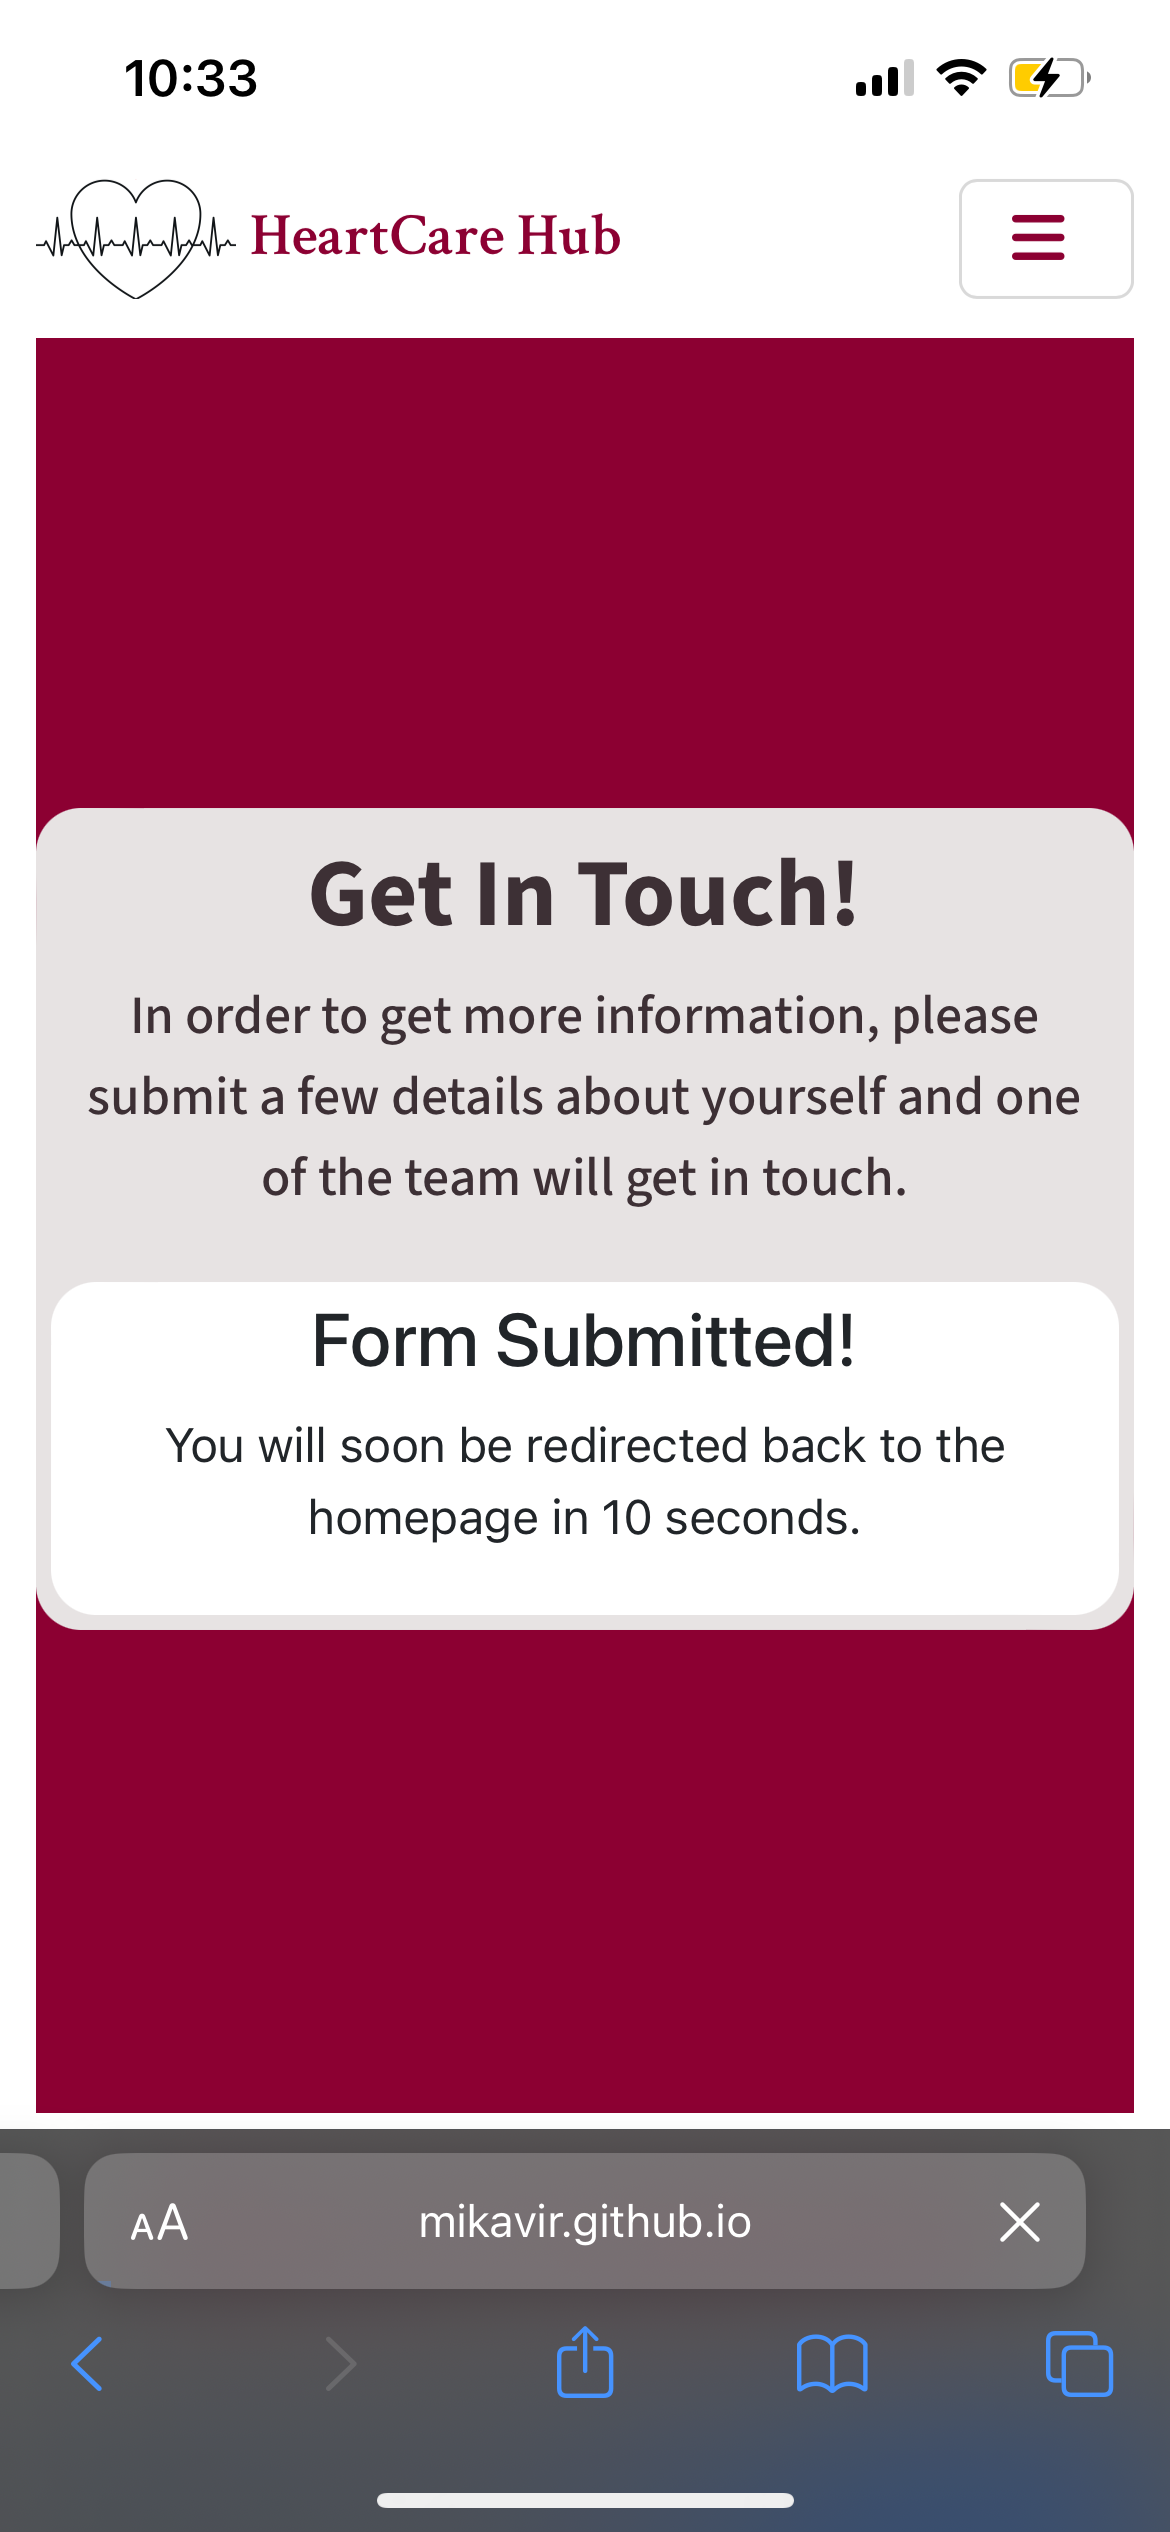 10:33
HeartCare Hub
Get In Touch!
In order to get more information, please
submit a few details about yourself and one
of the team will get in touch.
Form Submitted!
You will soon be redirected back to the
homepage in 10 seconds.
AA mikavir.github.io